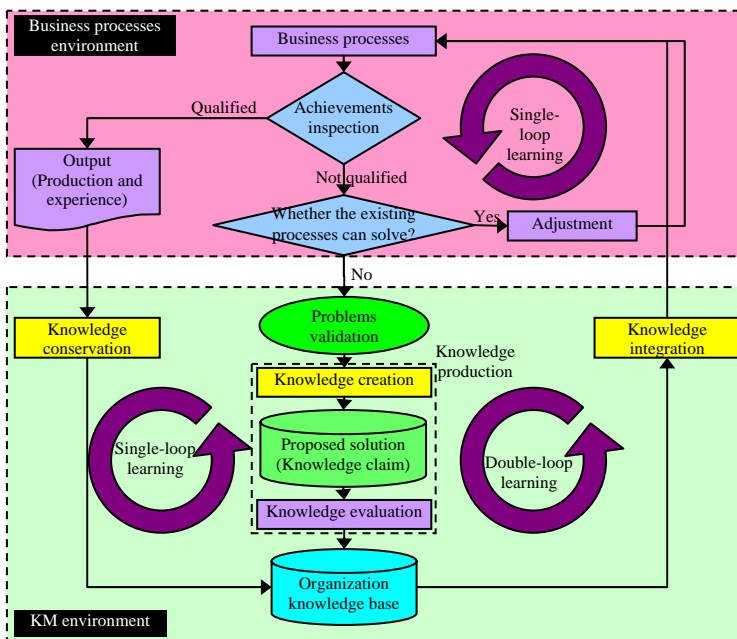 Business processes
environment
Business processes
Qualified
Achievements
inspection
Single-
loop
learning
Output
(Production and
experience)
Not qualified
Whether the existing
processes can solve?
Yes
Adjustment
No
Problems
validation
Knowledge
conservation
Knowledge
integration
Knowledge
production
Knowledge creation
Single-loop
learning
Proposed solution
(Knowledge claim)
Double-loop
learning
Knowledge evaluation
Organization
knowledge base
KM environment